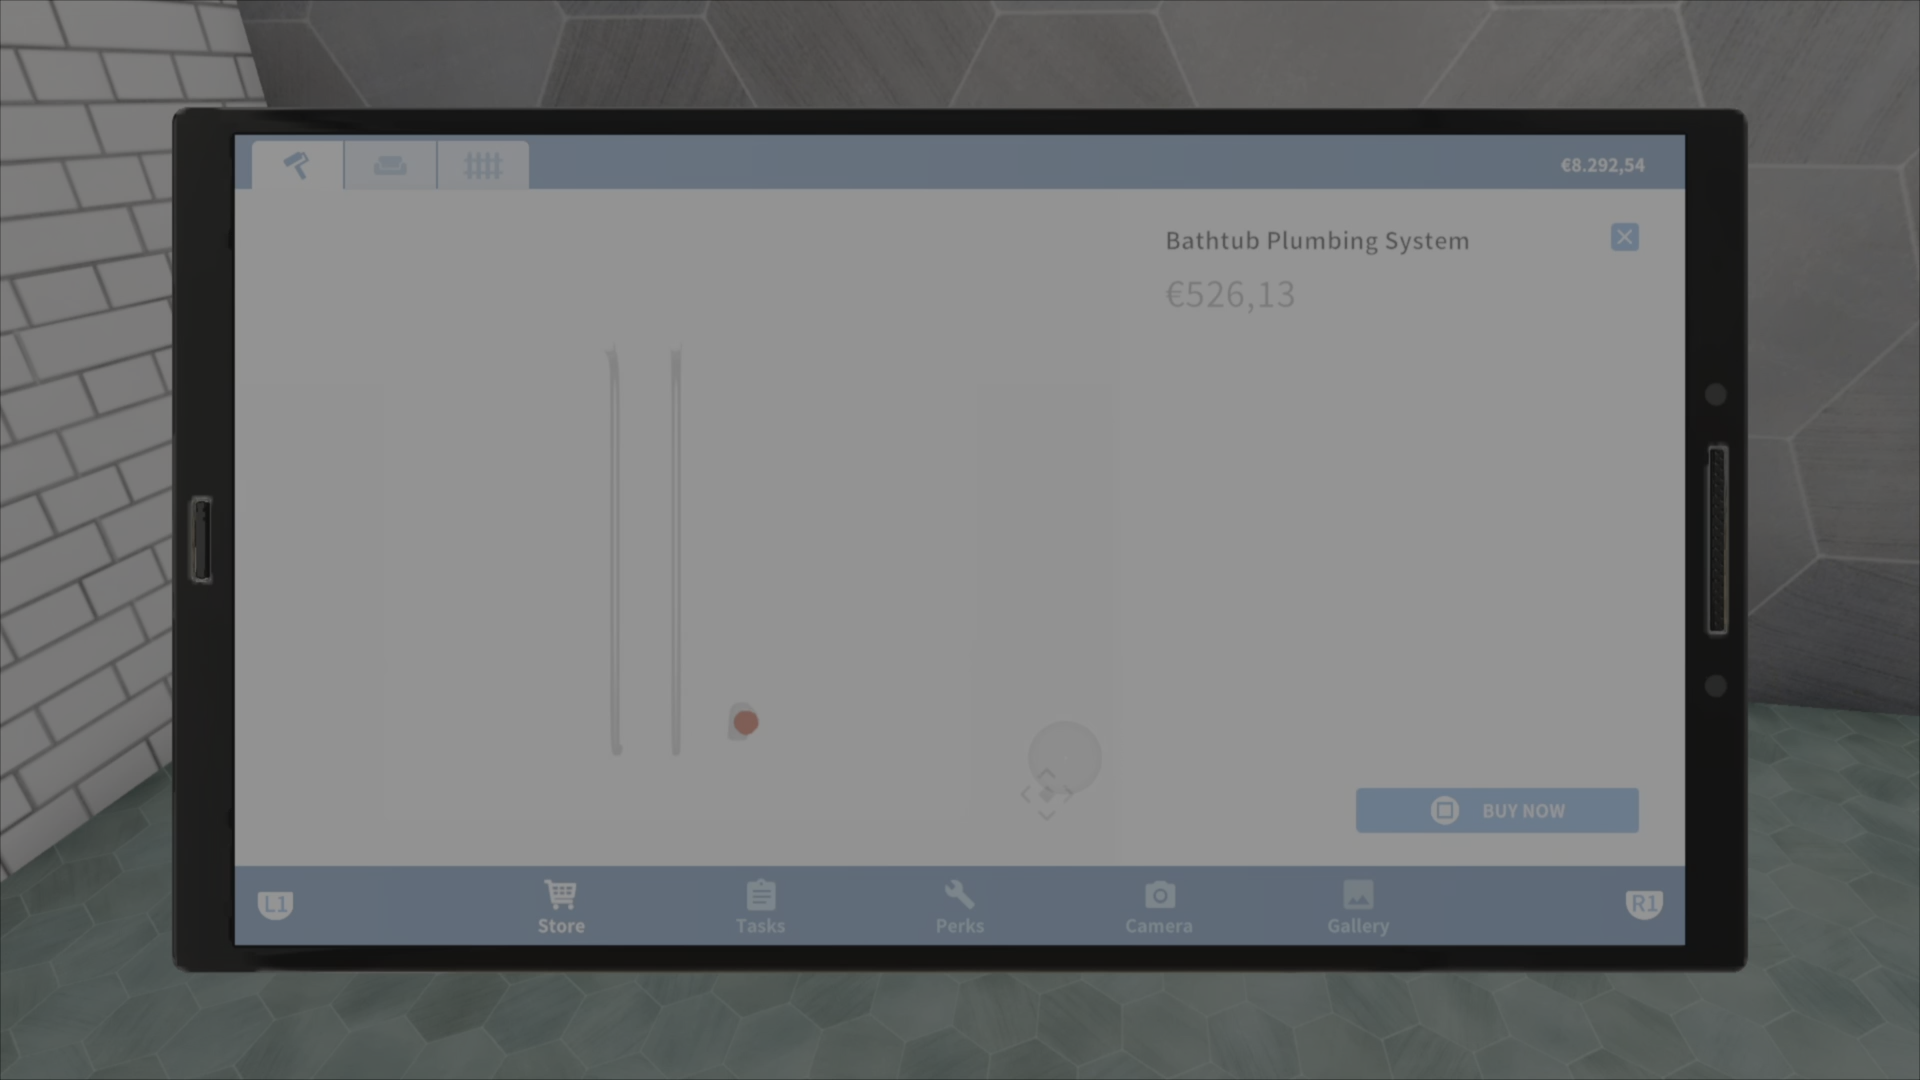 €8.292,54
Bathtub Plumbing System
€526,13
BUY NOW
L1
Store
Tasks
Perks
Camera
Gallery
R1